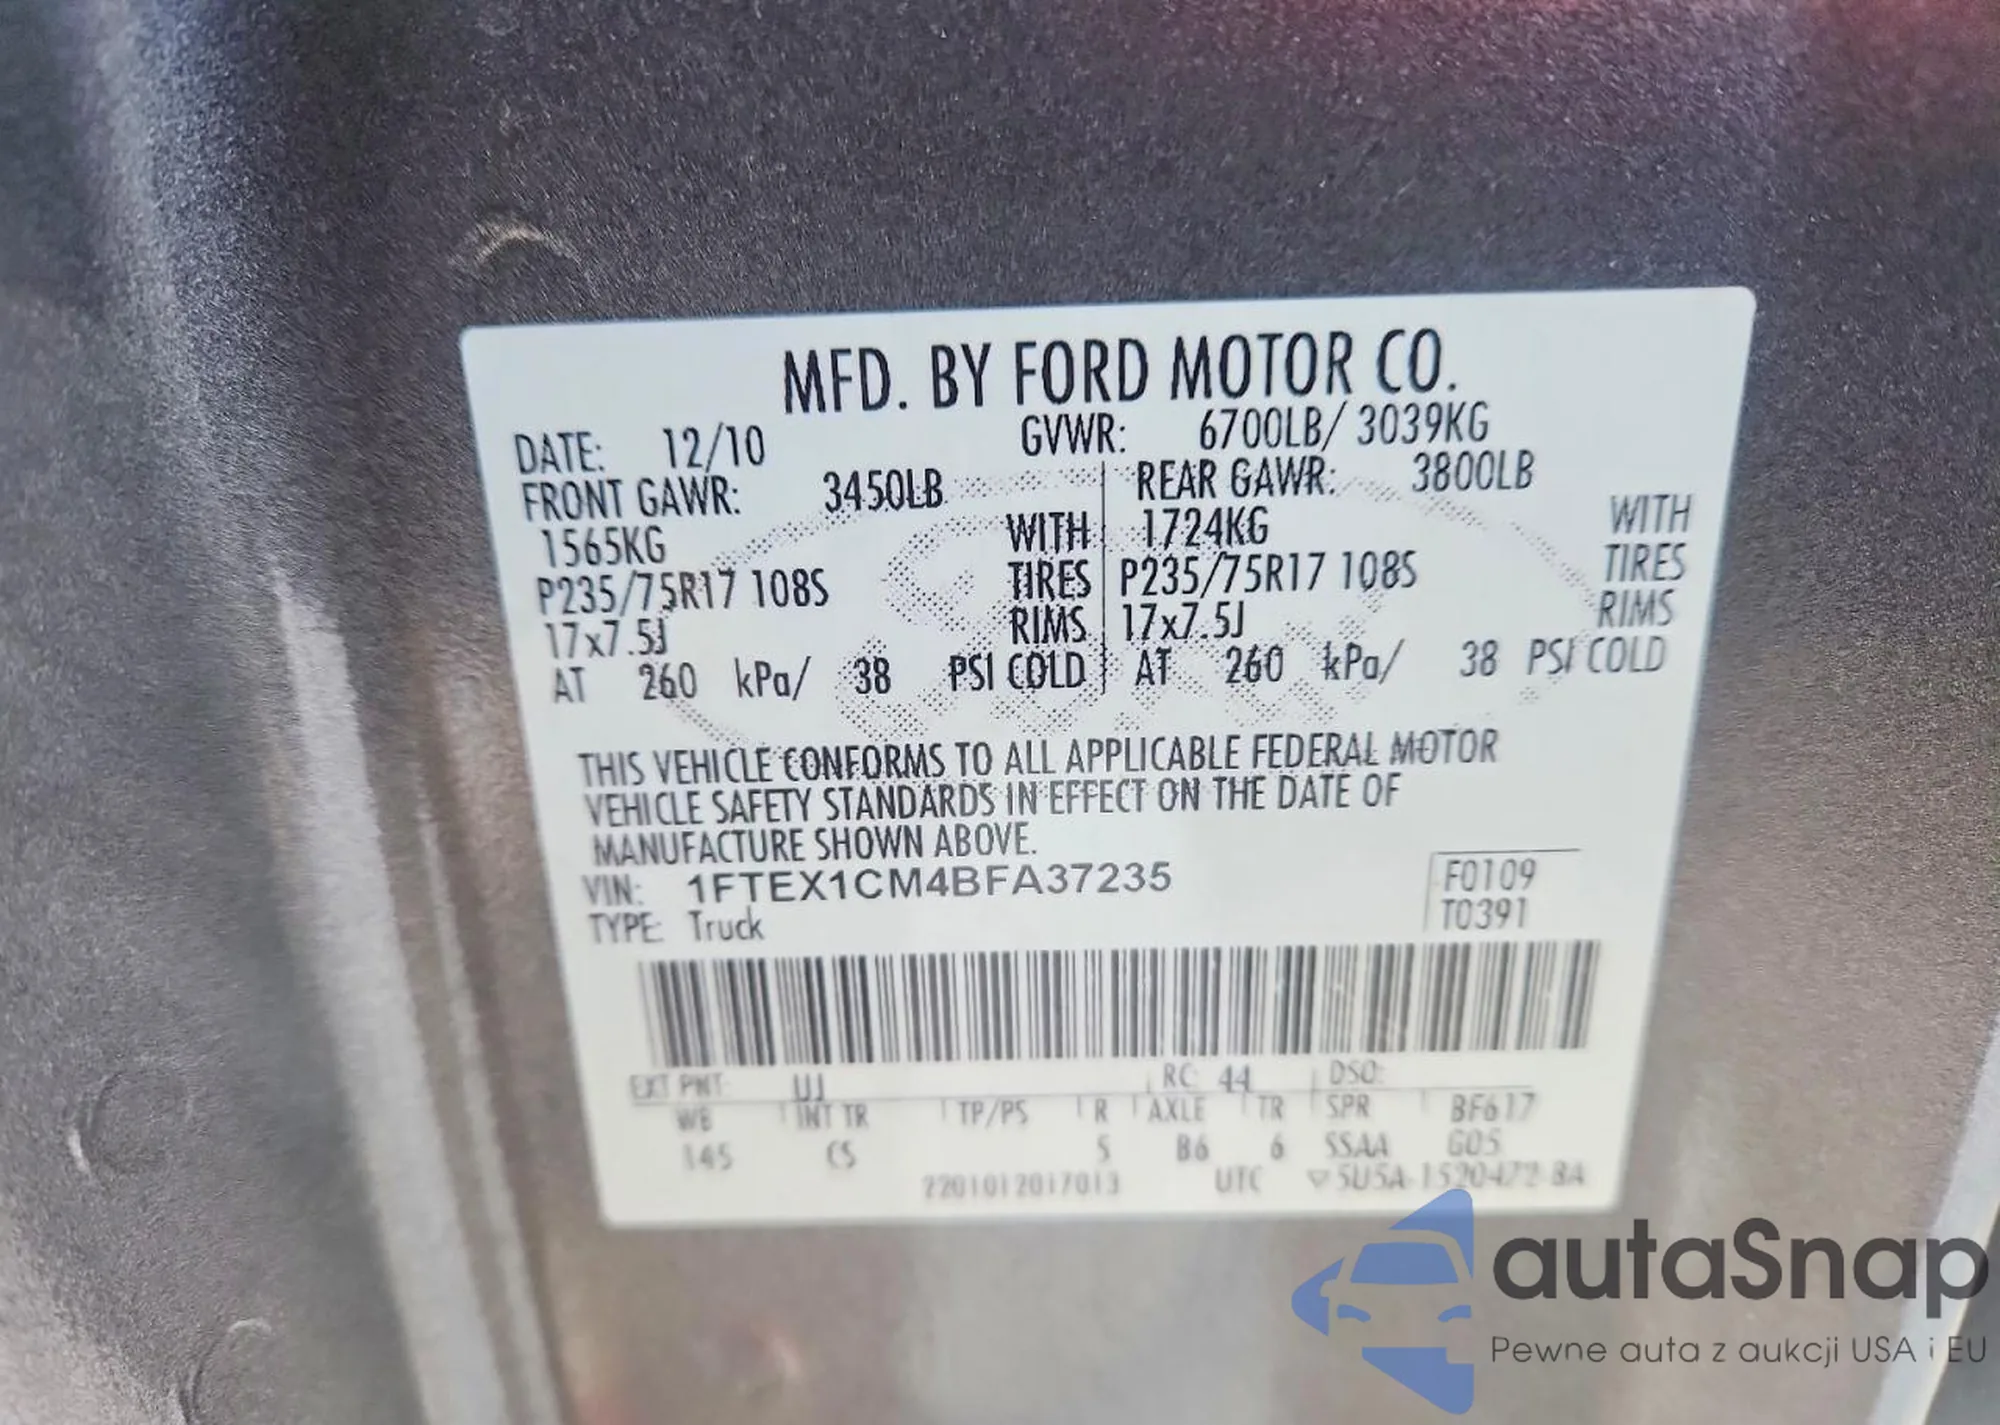 MFD. BY FORD MOTOR CO.
DATE: 12/10 GVWR: 6700LB/ 3039KG
FRONT GAWR: 3450LB REAR GAWR: 3800LB
1565KG WITH 1724KG WITH
P235/75R17 108S TIRES P235/75R17 108S TIRES
17x7.5J RIMS 17x7.5J RIMS
AT 260 kPa/ 38 PSI COLD AT 260 kPa/ 38 PSI COLD
THIS VEHICLE CONFORMS TO ALL APPLICABLE FEDERAL MOTOR
VEHICLE SAFETY STANDARDS IN EFFECT ON THE DATE OF
MANUFACTURE SHOWN ABOVE.
VIN: 1FTEX1CM4BFA37235 F0109
TYPE: Truck T0391
EXT PNT: UJ RC: 44 DSO:
WB INT TR TP/PS R AXLE TR SPR BF617
145 CS 5 B6 6 SSAA G05
2201012017013 UTC ▽5U5A-1520472-BA
autaSnap
Pewne auta z aukcji USA i EU